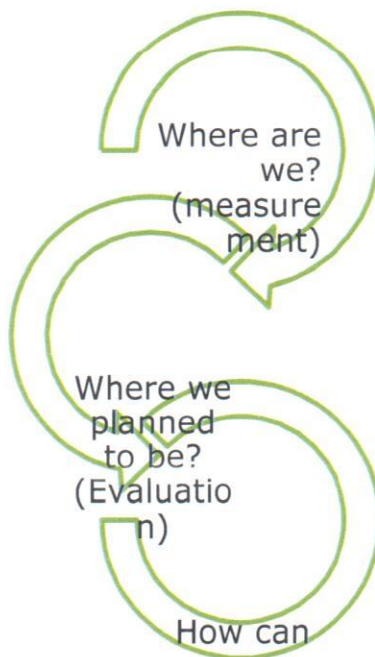 Where are
we?
(measure
ment)
Where we
planned
to be?
(Evaluatio
n)
How can